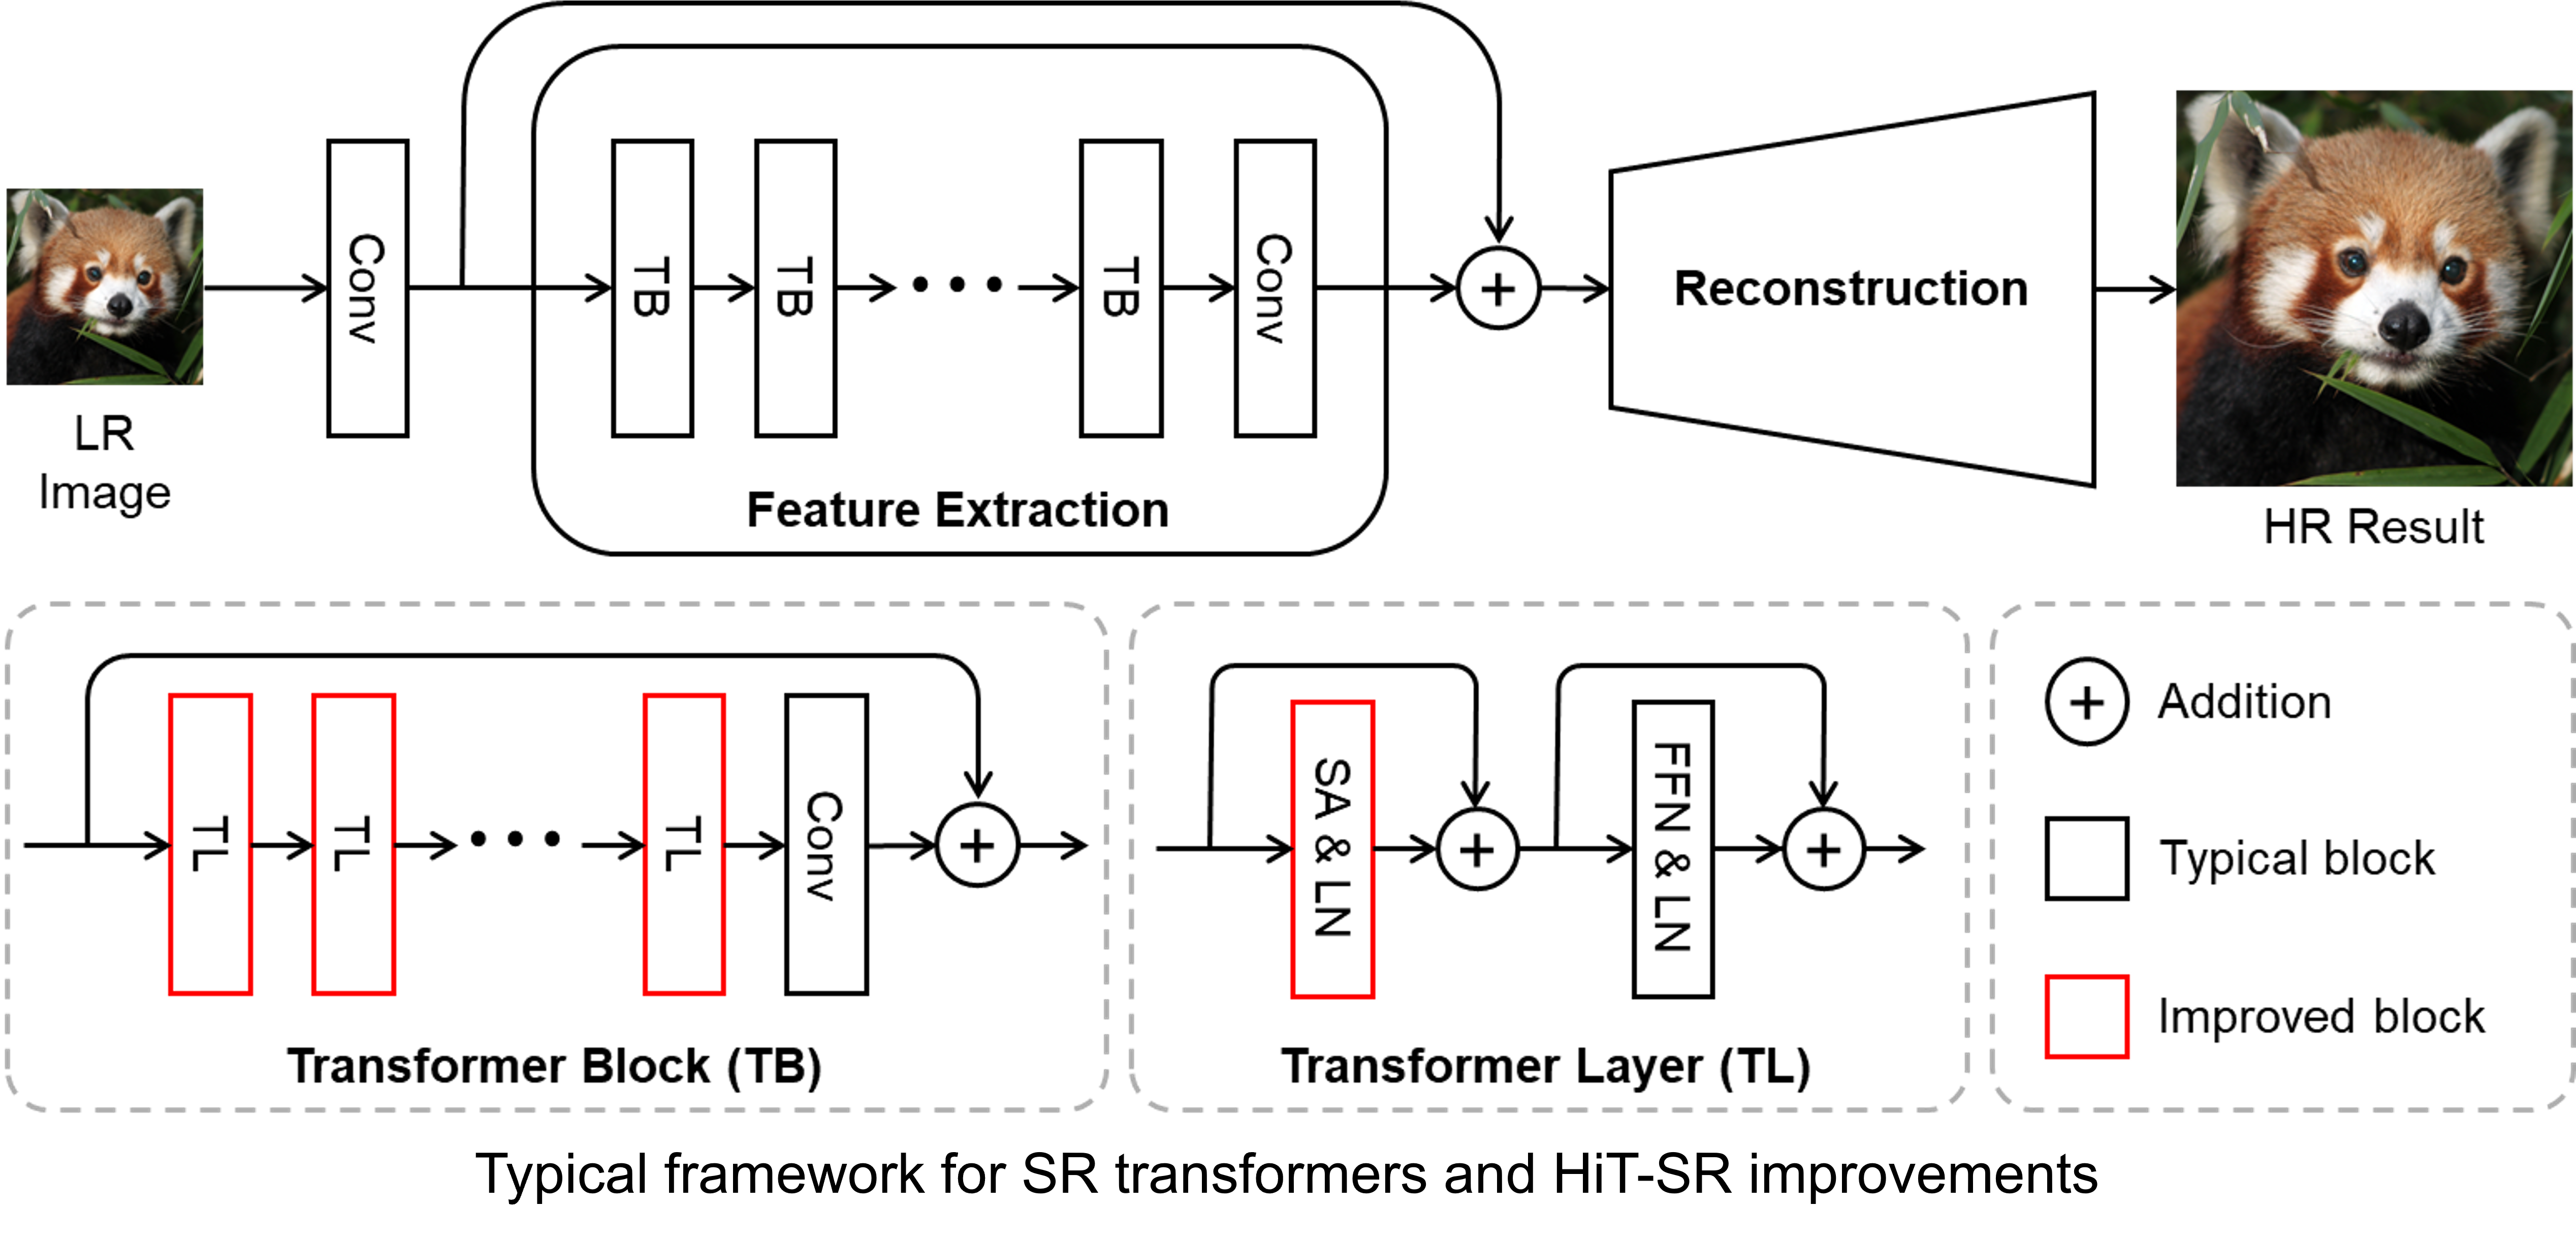 LR
Image
Conv
TB
TB
TB
Conv
Feature Extraction
+
Reconstruction
HR Result
TL
TL
TL
Conv
+
Transformer Block (TB)
SA & LN
+
FFN & LN
+
Transformer Layer (TL)
+
Addition
Typical block
Improved block
Typical framework for SR transformers and HiT-SR improvements